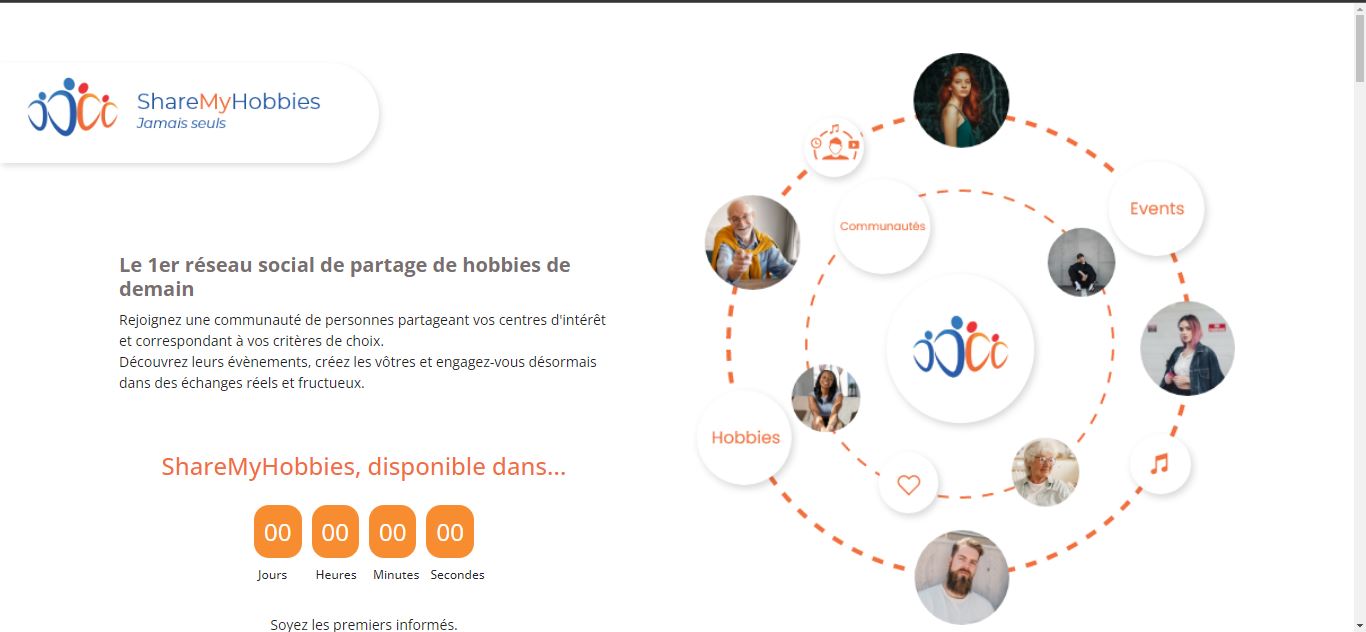 ShareMyHobbies
Jamais seuls
Le 1er réseau social de partage de hobbies de
demain
Rejoignez une communauté de personnes partageant vos centres d'intérêt
et correspondant à vos critères de choix.
Découvrez leurs évènements, créez les vôtres et engagez-vous désormais
dans des échanges réels et fructueux.
ShareMyHobbies, disponible dans...
00 00 00 00
Jours Heures Minutes Secondes
Soyez les premiers informés.
Communautés
Events
Hobbies